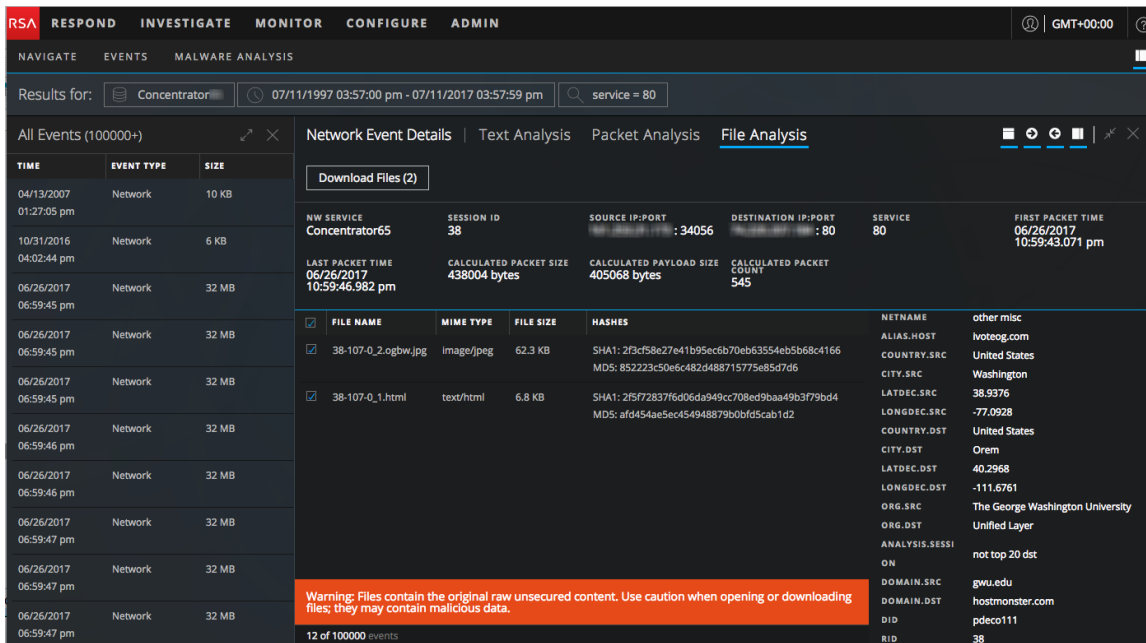 RSA RESPOND INVESTIGATE MONITOR CONFIGURE ADMIN GMT+00:00
NAVIGATE EVENTS MALWARE ANALYSIS
Results for: Concentrator 07/11/1997 03:57:00 pm - 07/11/2017 03:57:59 pm service = 80
All Events (100000+)
TIME EVENT TYPE SIZE
04/13/2007 Network 10 KB
01:27:05 pm
10/31/2016 Network 6 KB
04:02:44 pm
06/26/2017 Network 32 MB
06:59:45 pm
06/26/2017 Network 32 MB
06:59:45 pm
06/26/2017 Network 32 MB
06:59:45 pm
06/26/2017 Network 32 MB
06:59:46 pm
06/26/2017 Network 32 MB
06:59:46 pm
06/26/2017 Network 32 MB
06:59:47 pm
06/26/2017 Network 32 MB
06:59:47 pm
06/26/2017 Network 32 MB
06:59:47 pm
Network Event Details | Text Analysis Packet Analysis File Analysis
Download Files (2)
NW SERVICE SESSION ID SOURCE IP:PORT DESTINATION IP:PORT SERVICE FIRST PACKET TIME
Concentrator65 38 : 34056 : 80 80 06/26/2017
10:59:43.071 pm
LAST PACKET TIME CALCULATED PACKET SIZE CALCULATED PAYLOAD SIZE CALCULATED PACKET
COUNT
06/26/2017 438004 bytes 405068 bytes 545
10:59:46.982 pm
FILE NAME MIME TYPE FILE SIZE HASHES
38-107-0_2.ogbw.jpg image/jpeg 62.3 KB SHA1: 2f3cf58e27e41b95ec6b70eb63554eb5b68c4166
MD5: 852223c50e6c482d488715775e85d7d6
38-107-0_1.html text/html 6.8 KB SHA1: 2f5f72837f6d06da949cc708ed9baa49b3f79bd4
MD5: afd454ae5ec454948879b0bfd5cab1d2
Warning: Files contain the original raw unsecured content. Use caution when opening or downloading
files; they may contain malicious data.
12 of 100000 events
NETNAME other misc
ALIAS.HOST ivoteog.com
COUNTRY.SRC United States
CITY.SRC Washington
LATDEC.SRC 38.9376
LONGDEC.SRC -77.0928
COUNTRY.DST United States
CITY.DST Orem
LATDEC.DST 40.2968
LONGDEC.DST -111.6761
ORG.SRC The George Washington University
ORG.DST Unified Layer
ANALYSIS.SESSI
ON not top 20 dst
DOMAIN.SRC gwu.edu
DOMAIN.DST hostmonster.com
DID pdeco111
RID 38